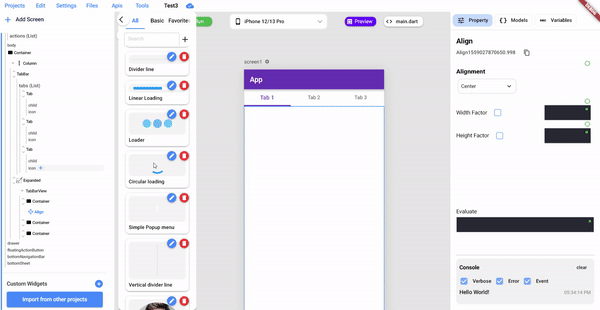 Projects Edit Settings Files Apis Tools Test3
Add Screen
actions (List)
body
Container
Column
TabBar
tabs (List)
Tab
child
icon
Tab
child
icon
Tab
child
icon
Expanded
TabbarView
Container
Align
Container
Container
drawer
floatingActionButton
bottomNavigationBar
bottomSheet
Custom Widgets
Import from other projects
All Basic Favorite
Search
Divider line
Linear Loading
Loader
Circular loading
Simple Popup menu
Vertical divider line
iPhone 12/13 Pro
Preview
main.dart
screen1
App
Tab 1 Tab 2 Tab 3
Property Models Variables
Align
Align1559027870650.998
Alignment
Center
Width Factor
Height Factor
Evaluate
Console clear
Verbose Error Event
Hello World! 05:34:14 PM